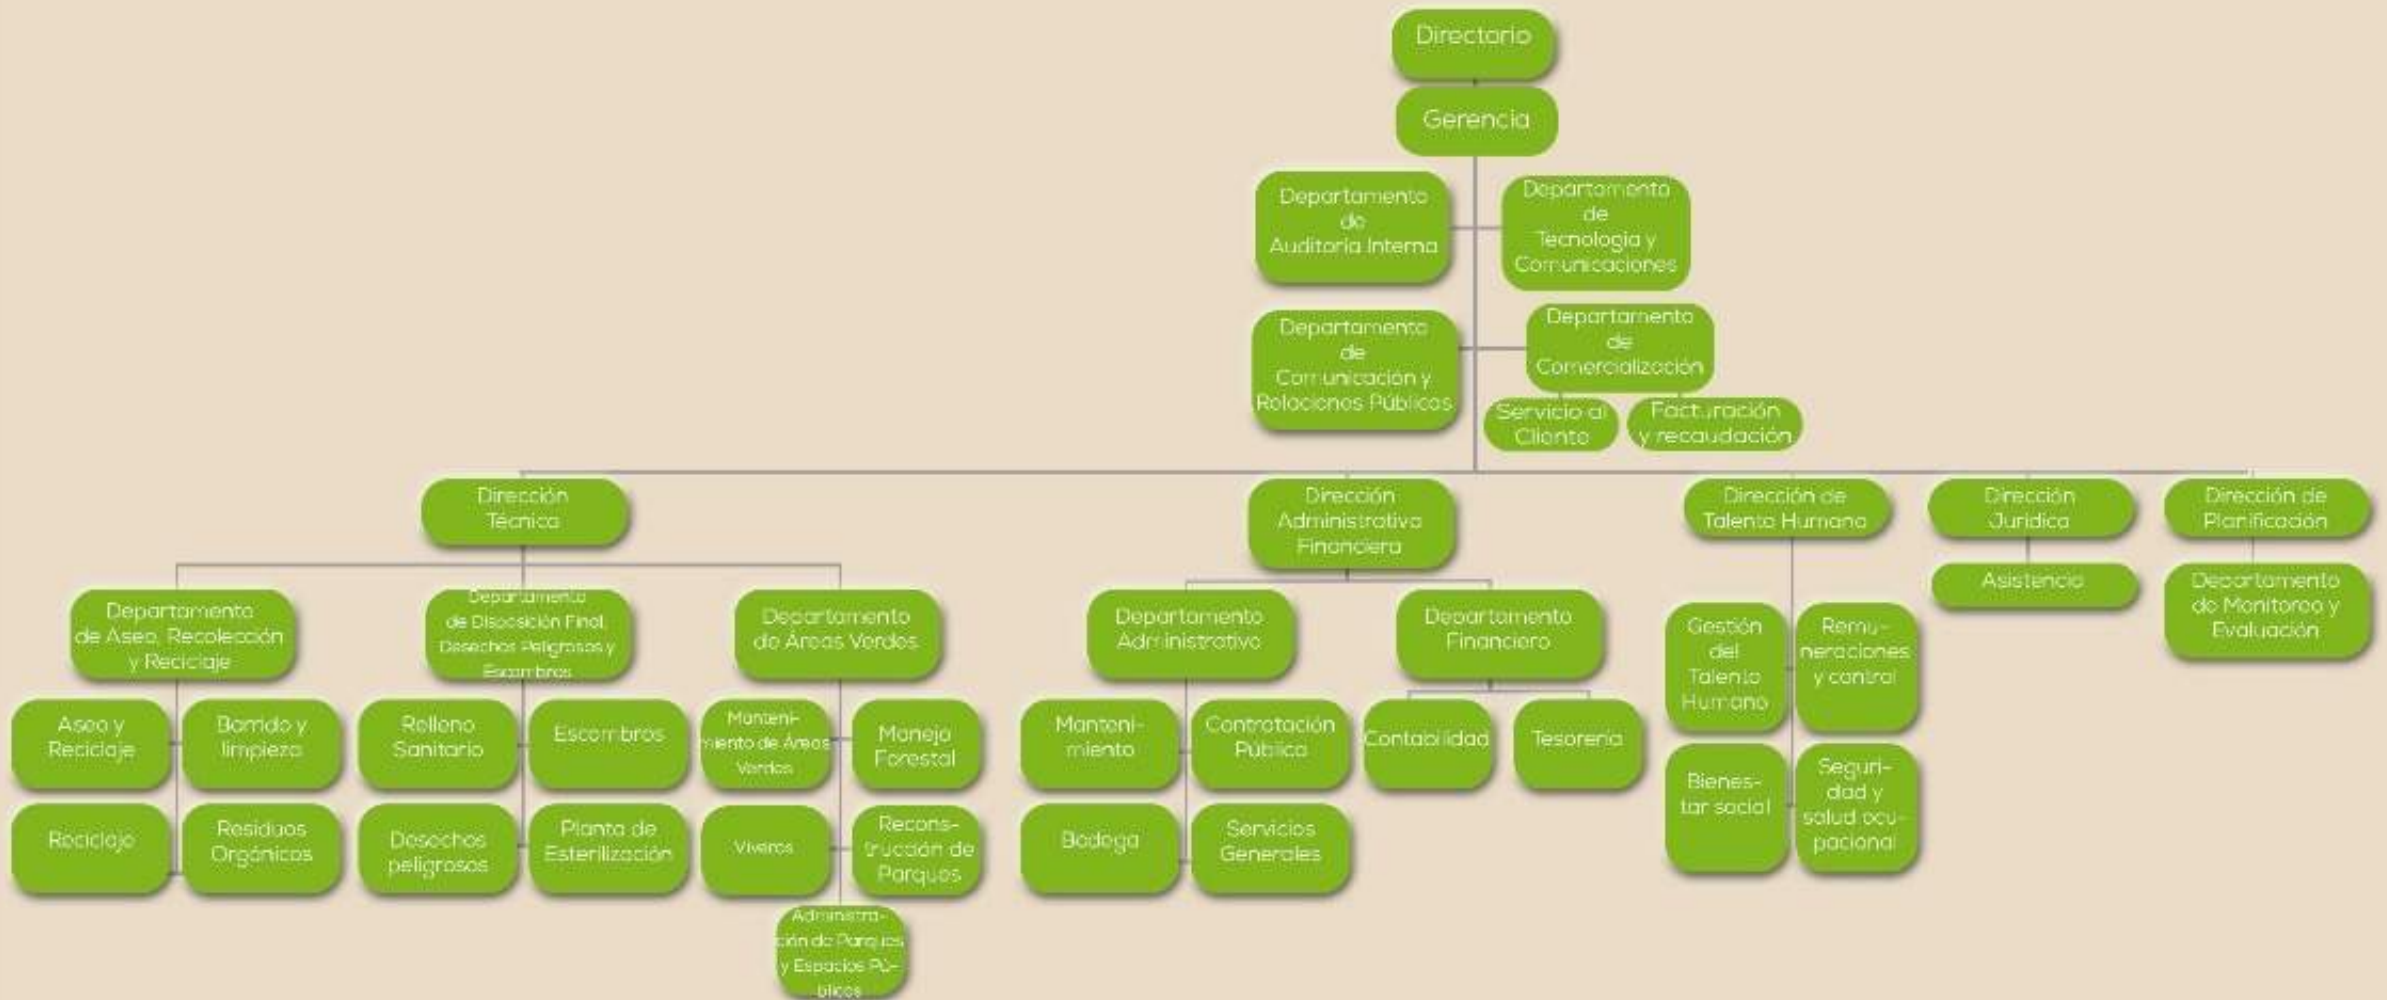 Directorio
Gerencia
Departamento
de
Auditoría Interna
Departamento
de
Tecnología y
Comunicaciones
Departamento
de
Comunicación y
Relaciones Públicas
Departamento
de
Comercialización
Servicio al
Cliente
Facturación
y recaudación
Dirección
Técnica
Dirección
Administrativa
Financiera
Dirección de
Talento Humano
Dirección
Jurídica
Dirección de
Planificación
Departamento
de Aseo, Recolección
y Reciclaje
Departamento
de Disposición Final,
Desechos Peligrosos y
Escombros
Departamento
de Áreas Verdes
Departamento
Administrativo
Departamento
Financiero
Asistencia
Departamento
de Monitoreo y
Evaluación
Aseo y
Reciclaje
Barrido y
limpieza
Reciclaje
Residuos
Orgánicos
Relleno
Sanitario
Escombros
Desechos
peligrosos
Planta de
Esterilización
Manteni-
miento de Áreas
Verdes
Manejo
Forestal
Viveros
Recons-
trucción de
Parques
Administra-
ción de Parques
y Espacios Pú-
blicos
Manteni-
miento
Contratación
Pública
Bodega
Servicios
Generales
Contabilidad
Tesorería
Gestión
del
Talento
Humano
Remu-
neraciones
y control
Bienes-
tar social
Seguri-
dad y
salud ocu-
pacional